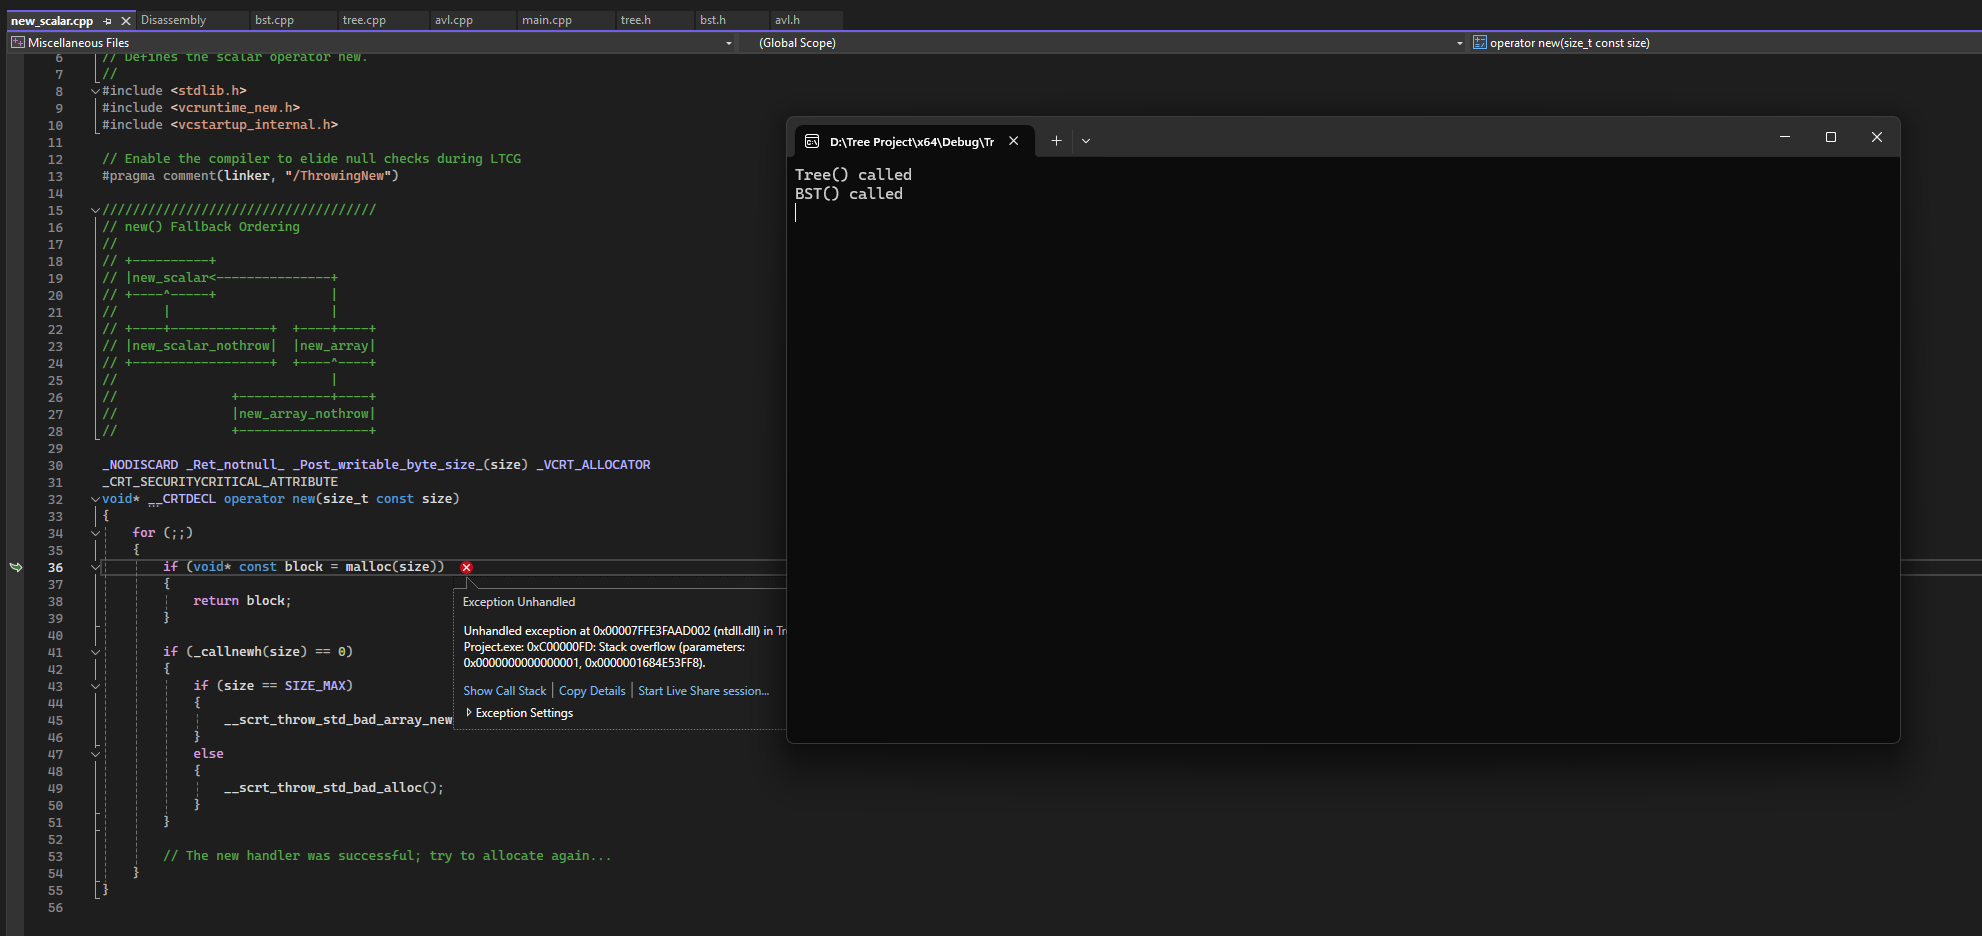 new_scalar.cpp
Disassembly
bst.cpp
tree.cpp
avl.cpp
main.cpp
tree.h
bst.h
avl.h
Miscellaneous Files
(Global Scope)
operator new(size_t const size)
6 // Defines the scalar operator new.
7 //
8 #include <stdlib.h>
9 #include <vcruntime_new.h>
10 #include <vcstartup_internal.h>
11
12 // Enable the compiler to elide null checks during LTCG
13 #pragma comment(linker, "/ThrowingNew")
14
15 ////////////////////////////////////
16 // new() Fallback Ordering
17 //
18 // +----------+
19 // |new_scalar<---------------+
20 // +----^-----+               |
21 //      |                     |
22 // +----+-------------+  +----+----+
23 // |new_scalar_nothrow|  |new_array|
24 // +------------------+  +----^----+
25 //                            |
26 //               +------------+----+
27 //               |new_array_nothrow|
28 //               +-----------------+
29
30 _NODISCARD _Ret_notnull_ _Post_writable_byte_size_(size) _VCRT_ALLOCATOR
31 _CRT_SECURITYCRITICAL_ATTRIBUTE
32 void* __CRTDECL operator new(size_t const size)
33 {
34     for (;;)
35     {
36         if (void* const block = malloc(size))
37         {
38             return block;
39         }
40
41         if (_callnewh(size) == 0)
42         {
43             if (size == SIZE_MAX)
44             {
45                 __scrt_throw_std_bad_array_new
46             }
47             else
48             {
49                 __scrt_throw_std_bad_alloc();
50             }
51         }
52
53         // The new handler was successful; try to allocate again...
54     }
55 }
56
Exception Unhandled
Unhandled exception at 0x00007FFE3FAAD002 (ntdll.dll) in Tr
Project.exe: 0xC00000FD: Stack overflow (parameters:
0x0000000000000001, 0x0000001684E53FF8).
Show Call Stack | Copy Details | Start Live Share session...
Exception Settings
D:\Tree Project\x64\Debug\Tr
Tree() called
BST() called